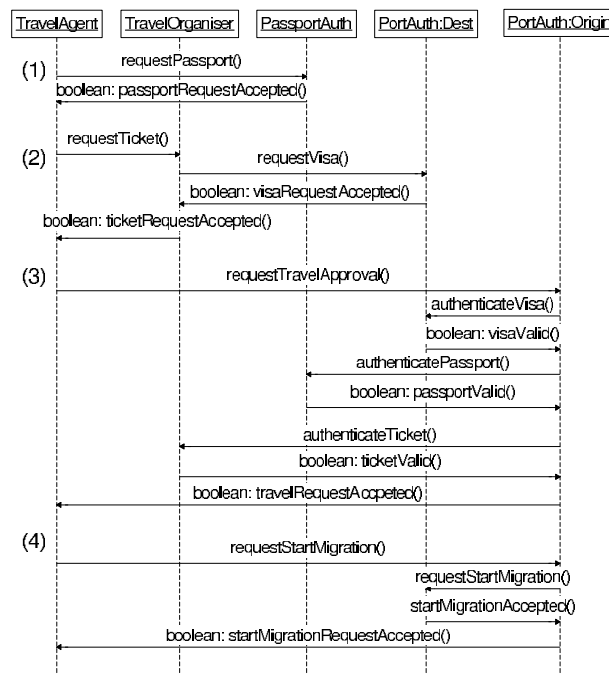 TravelAgent TravelOrganiser PassportAuth PortAuth:Dest PortAuth:Origin
(1)
requestPassport()
boolean: passportRequestAccepted()
requestTicket()
(2)
requestVisa()
boolean: visaRequestAccepted()
boolean: ticketRequestAccepted()
(3)
requestTravelApproval()
authenticateVisa()
boolean: visaValid()
authenticatePassport()
boolean: passportValid()
authenticateTicket()
boolean: ticketValid()
boolean: travelRequestAccpeted()
(4)
requestStartMigration()
requestStartMigration()
startMigrationAccepted()
boolean: startMigrationRequestAccepted()